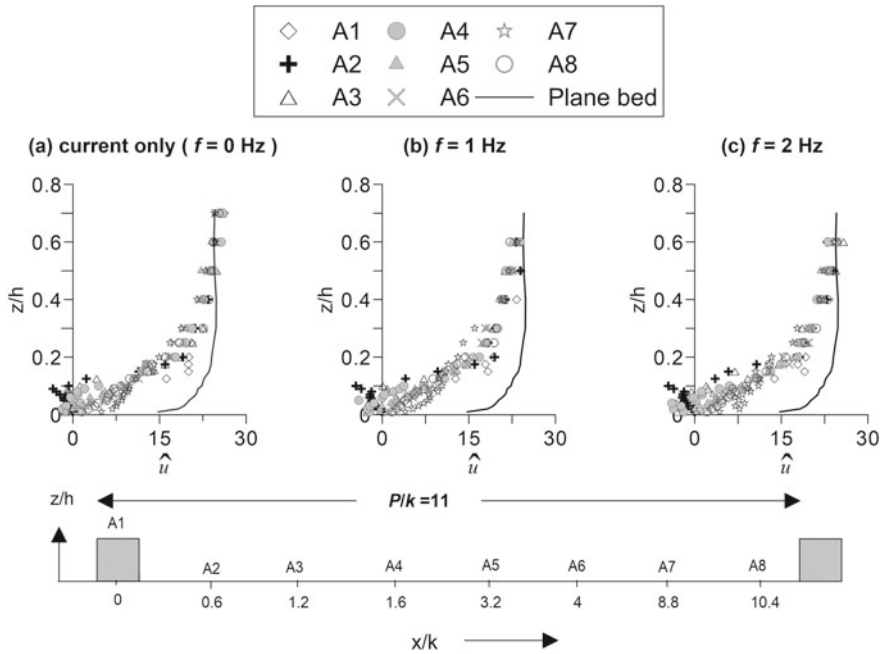 A1 A4 A7
A2 A5 A8
A3 A6 Plane bed
(a) current only ( f = 0 Hz ) (b) f = 1 Hz (c) f = 2 Hz
0.8 0.8 0.8
0.6 0.6 0.6
z/h z/h z/h
0.4 0.4 0.4
0.2 0.2 0.2
0 0 0
0 15 30 0 15 30 0 15 30
û û û
z/h P/k =11
A1
A2 A3 A4 A5 A6 A7 A8
0 0.6 1.2 1.6 3.2 4 8.8 10.4
x/k